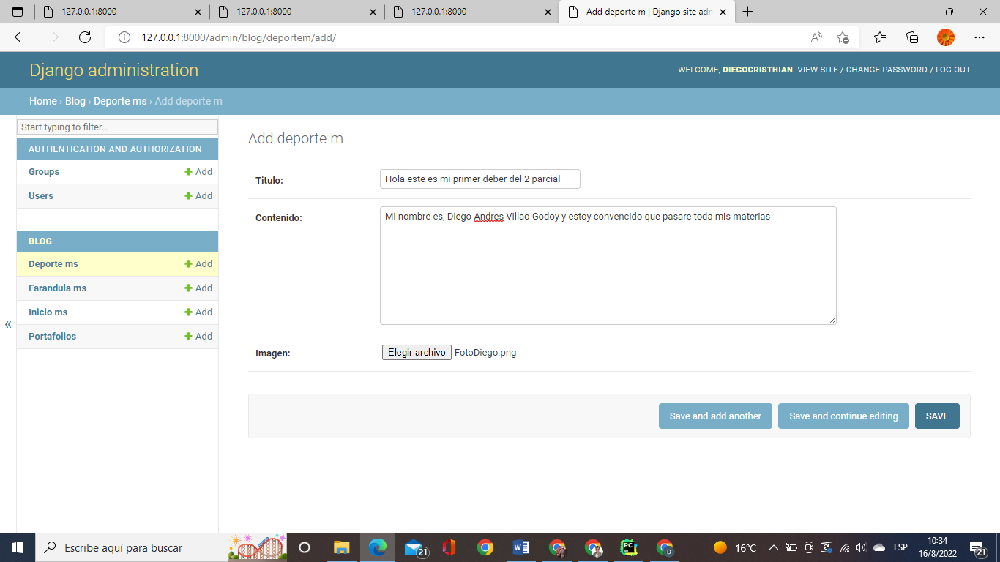 127.0.0.1:8000
127.0.0.1:8000
127.0.0.1:8000
Add deporte m | Django site adm
127.0.0.1:8000/admin/blog/deportem/add/
Django administration
WELCOME, DIEGOCRISTHIAN. VIEW SITE / CHANGE PASSWORD / LOG OUT
Home › Blog › Deporte ms › Add deporte m
Start typing to filter...
AUTHENTICATION AND AUTHORIZATION
Groups + Add
Users + Add
BLOG
Deporte ms + Add
Farandula ms + Add
Inicio ms + Add
Portafolios + Add
«
Add deporte m
Titulo: Hola este es mi primer deber del 2 parcial
Contenido: Mi nombre es, Diego Andres Villao Godoy y estoy convencido que pasare toda mis materias
Imagen: Elegir archivo FotoDiego.png
Save and add another Save and continue editing SAVE
Escribe aquí para buscar
21
W
PC
D
16°C
ESP
10:34
16/8/2022
21